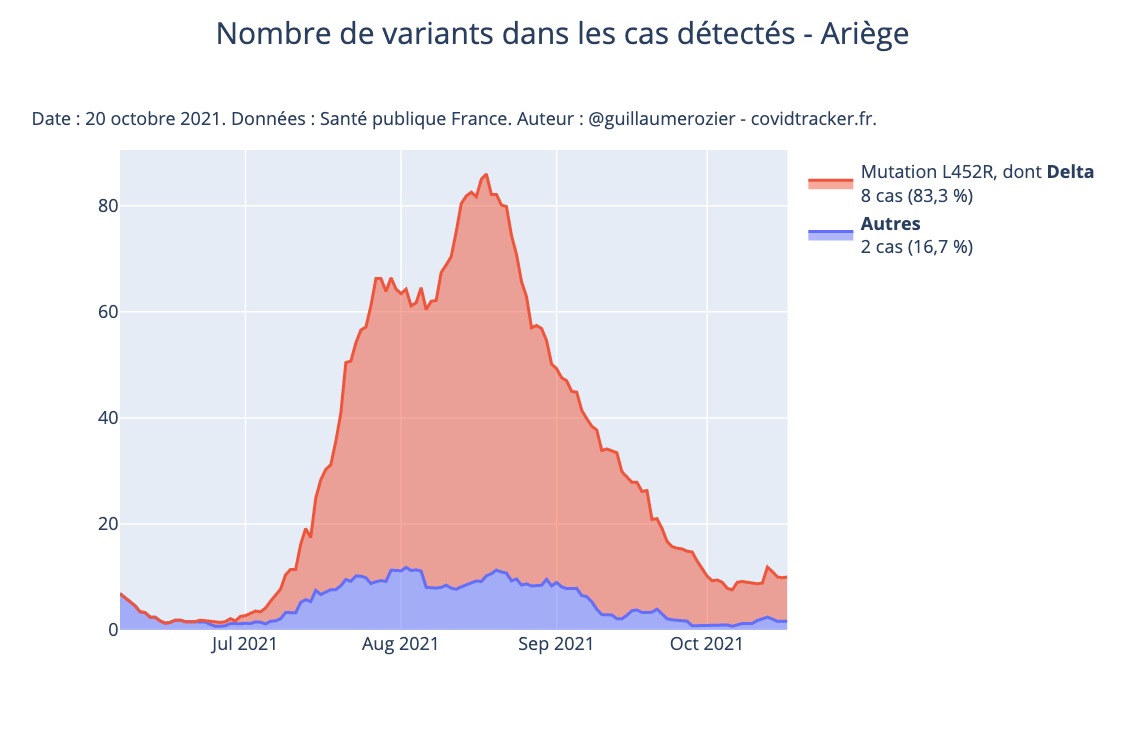 Nombre de variants dans les cas détectés - Ariège
Date : 20 octobre 2021. Données : Santé publique France. Auteur : @guillaumerozier - covidtracker.fr.
Mutation L452R, dont Delta
8 cas (83,3 %)
Autres
2 cas (16,7 %)
80
60
40
20
0
Jul 2021 Aug 2021 Sep 2021 Oct 2021